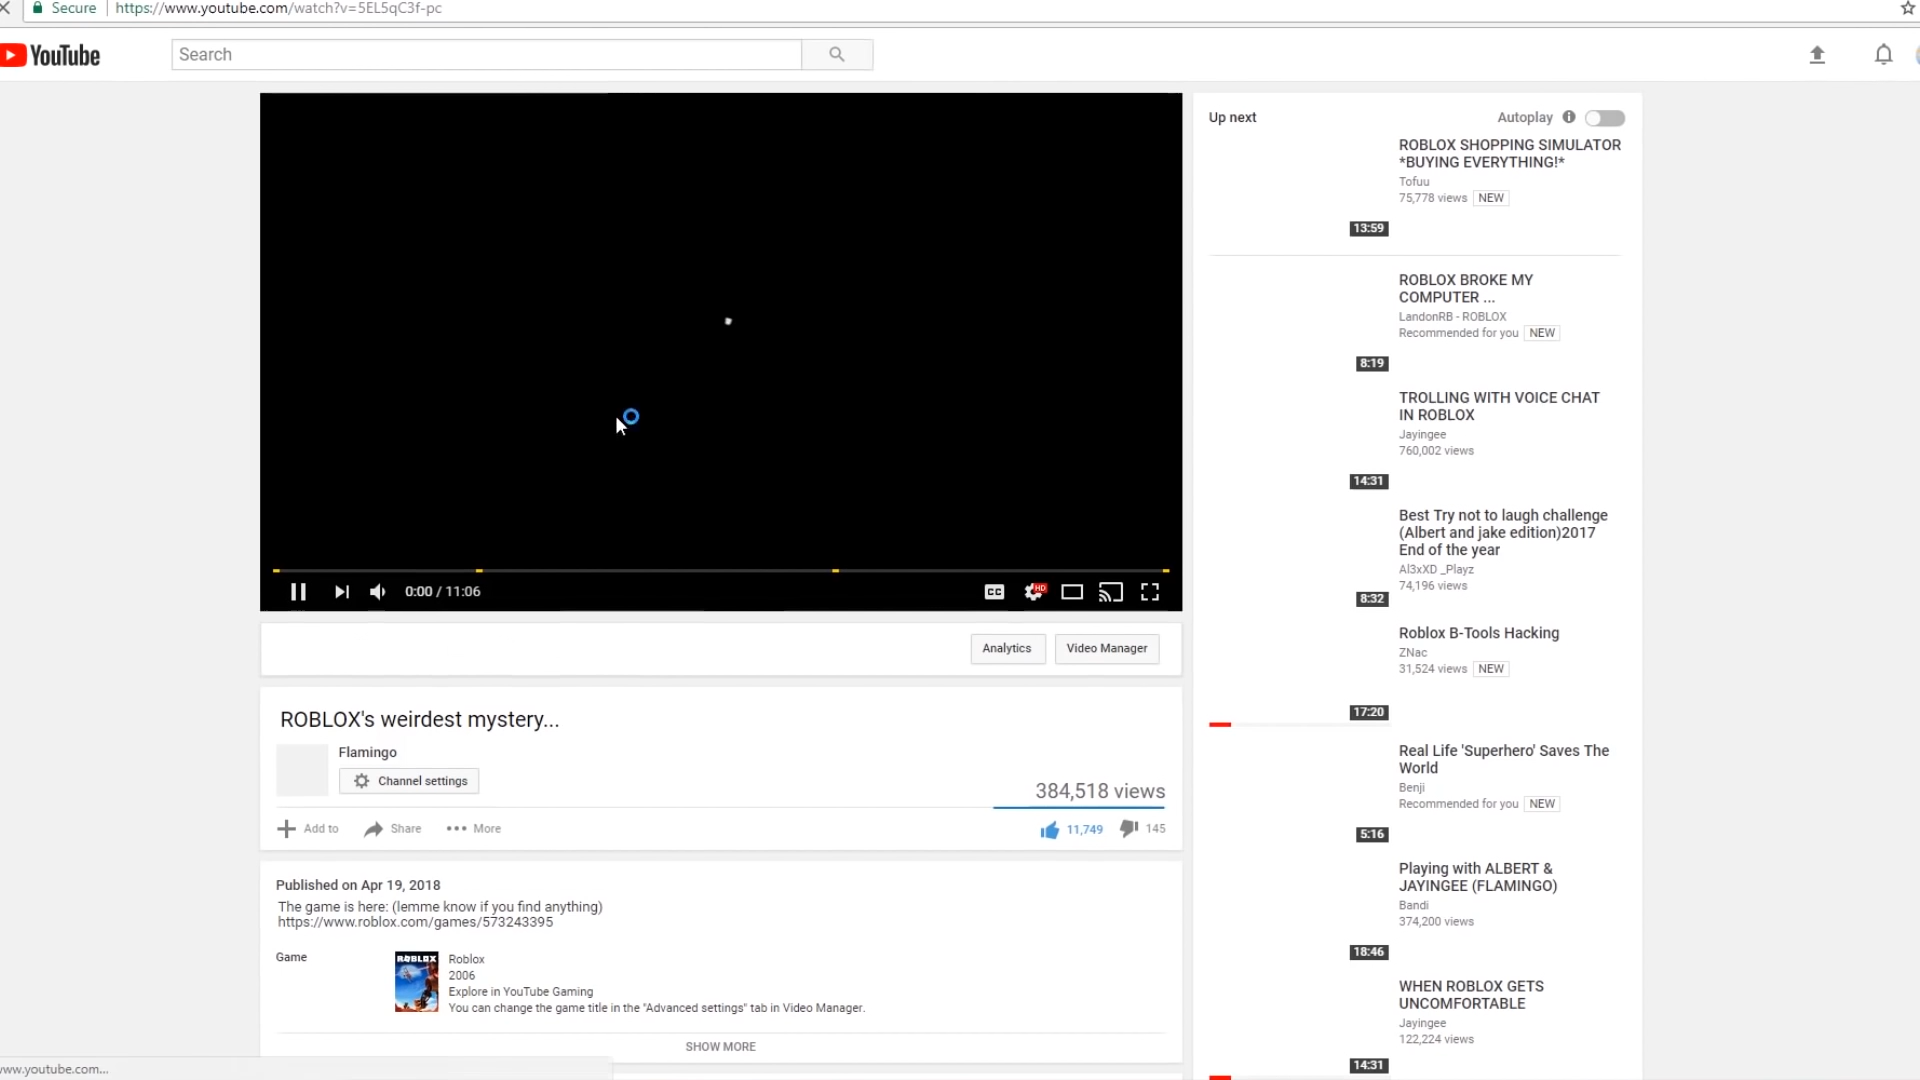 Secure https://www.youtube.com/watch?v=5EL5qC3f-pc
YouTube
Search
0:00 / 11:06
CC
HD
Analytics
Video Manager
ROBLOX's weirdest mystery...
Flamingo
Channel settings
384,518 views
Add to
Share
More
11,749
145
Published on Apr 19, 2018
The game is here: (lemme know if you find anything)
https://www.roblox.com/games/573243395
Game
ROBLOX
Roblox
2006
Explore in YouTube Gaming
You can change the game title in the "Advanced settings" tab in Video Manager.
SHOW MORE
www.youtube.com...
Up next
Autoplay
ROBLOX SHOPPING SIMULATOR
*BUYING EVERYTHING!*
Tofuu
75,778 views NEW
13:59
ROBLOX BROKE MY
COMPUTER ...
LandonRB - ROBLOX
Recommended for you NEW
8:19
TROLLING WITH VOICE CHAT
IN ROBLOX
Jayingee
760,002 views
14:31
Best Try not to laugh challenge
(Albert and jake edition)2017
End of the year
Al3xXD _Playz
74,196 views
8:32
Roblox B-Tools Hacking
ZNac
31,524 views NEW
17:20
Real Life 'Superhero' Saves The
World
Benji
Recommended for you NEW
5:16
Playing with ALBERT &
JAYINGEE (FLAMINGO)
Bandi
374,200 views
18:46
WHEN ROBLOX GETS
UNCOMFORTABLE
Jayingee
122,224 views
14:31